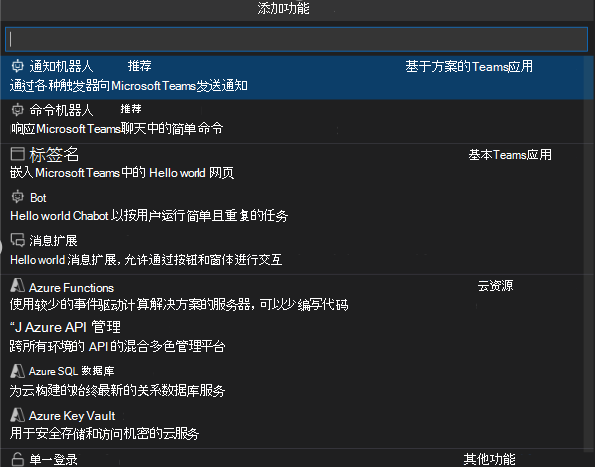 添加功能
通知机器人 推荐 基于方案的Teams应用
通过各种触发器向Microsoft Teams发送通知
命令机器人 推荐
响应Microsoft Teams聊天中的简单命令
标签名 基本Teams应用
嵌入Microsoft Teams中的 Hello world 网页
Bot
Hello world Chabot 以按用户运行简单且重复的任务
消息扩展
Hello world 消息扩展, 允许通过按钮和窗体进行交互
Azure Functions 云资源
使用较少的事件驱动计算解决方案的服务器，可以少编写代码
“J Azure API 管理
跨所有环境的 API的混合多色管理平台
Azure SQL 数据库
为云构建的始终最新的关系数据库服务
Azure Key Vault
用于安全存储和访问机密的云服务
单一登录 其他功能